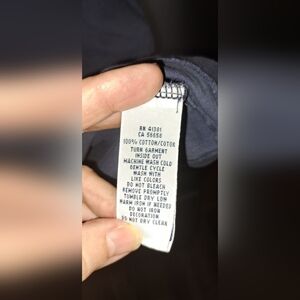 RN 41381
CA 56656
100% COTTON/COTON
TURN GARMENT
INSIDE OUT
MACHINE WASH COLD
GENTLE CYCLE
WASH WITH
LIKE COLORS
DO NOT BLEACH
REMOVE PROMPTLY
TUMBLE DRY LOW
WARM IRON IF NEEDED
DO NOT IRON
DECORATION
DO NOT DRY CLEAN